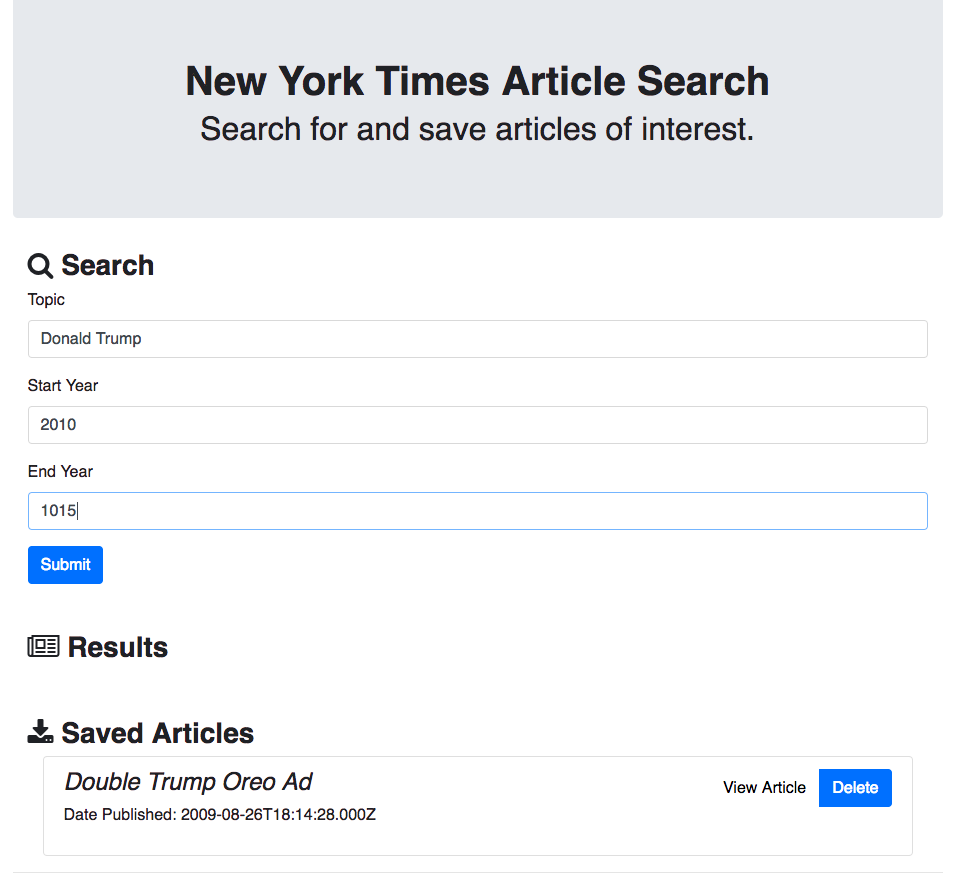 New York Times Article Search
Search for and save articles of interest.
Search
Topic
Donald Trump
Start Year
2010
End Year
1015
Submit
Results
Saved Articles
Double Trump Oreo Ad
View Article
Delete
Date Published: 2009-08-26T18:14:28.000Z